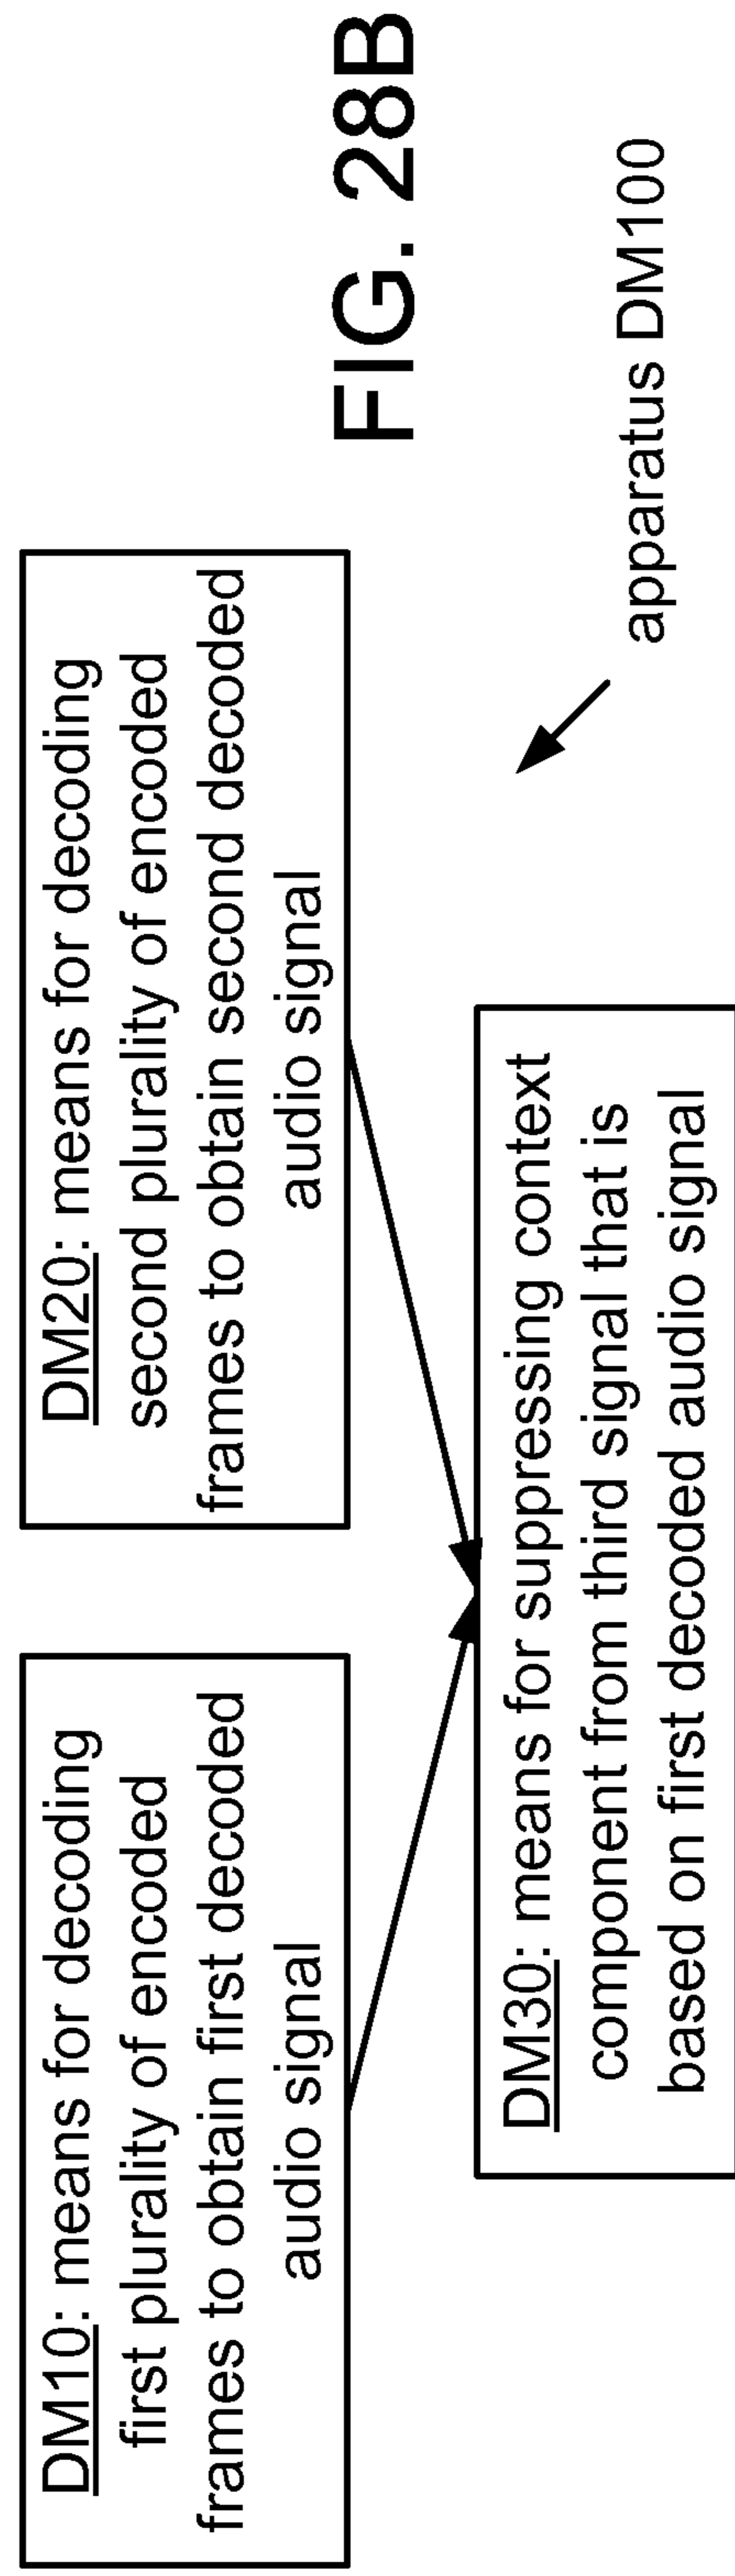 DM10: means for decoding
first plurality of encoded
frames to obtain first decoded
audio signal
DM20: means for decoding
second plurality of encoded
frames to obtain second decoded
audio signal
DM30: means for suppressing context
component from third signal that is
based on first decoded audio signal
FIG. 28B
apparatus DM100